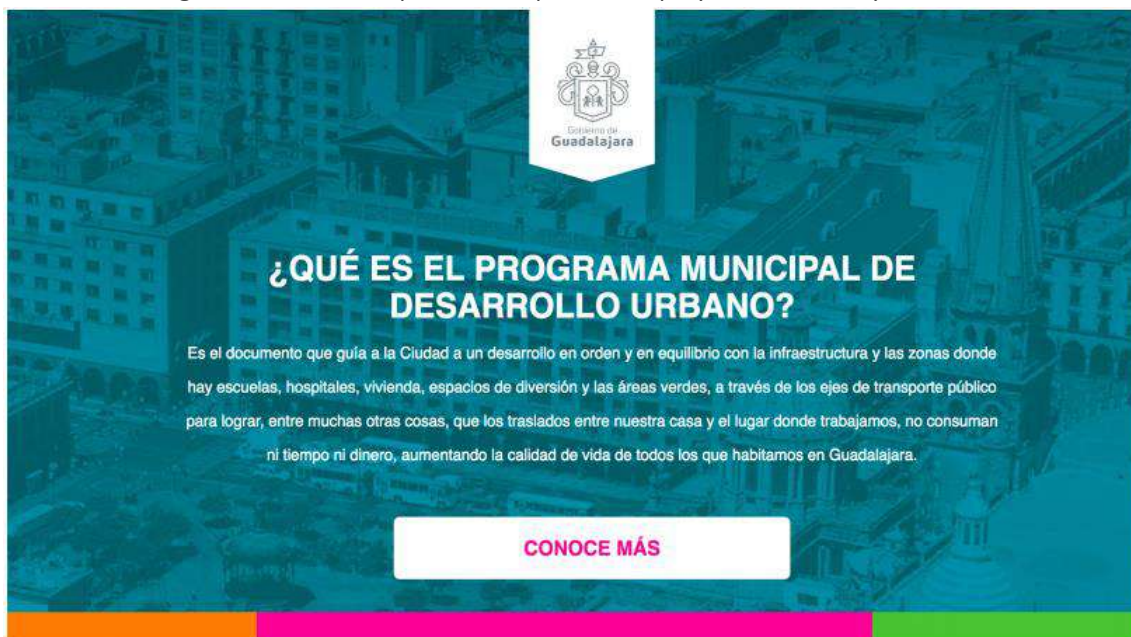 Gobierno de
Guadalajara
¿QUÉ ES EL PROGRAMA MUNICIPAL DE
DESARROLLO URBANO?
Es el documento que guía a la Ciudad a un desarrollo en orden y en equilibrio con la infraestructura y las zonas donde
hay escuelas, hospitales, vivienda, espacios de diversión y las áreas verdes, a través de los ejes de transporte público
para lograr, entre muchas otras cosas, que los traslados entre nuestra casa y el lugar donde trabajamos, no consuman
ni tiempo ni dinero, aumentando la calidad de vida de todos los que habitamos en Guadalajara.
CONOCE MÁS